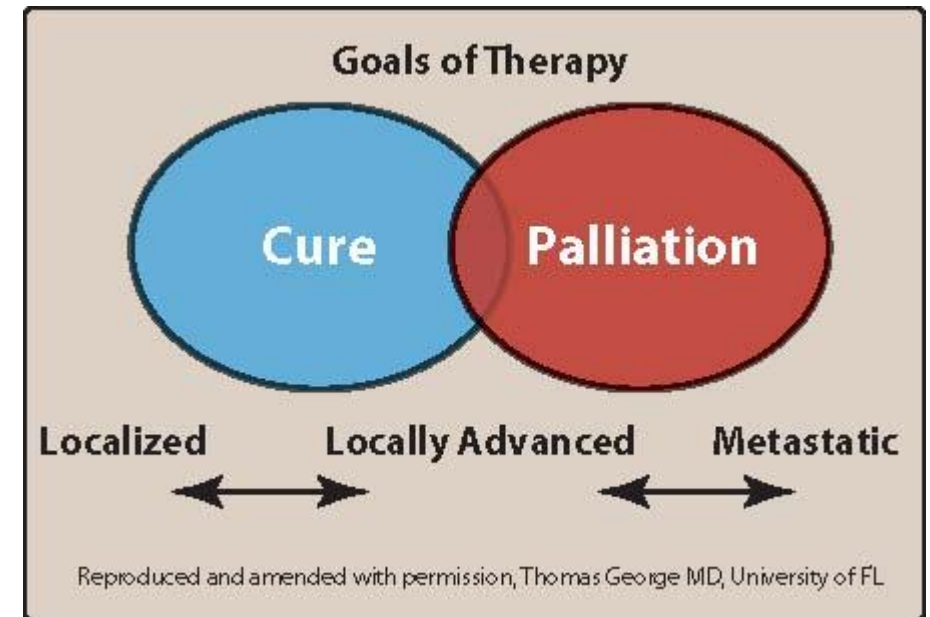 Goals of Therapy
Cure
Palliation
Localized
Locally Advanced
Metastatic
Reproduced and amended with permission, Thomas George MD, University of FL